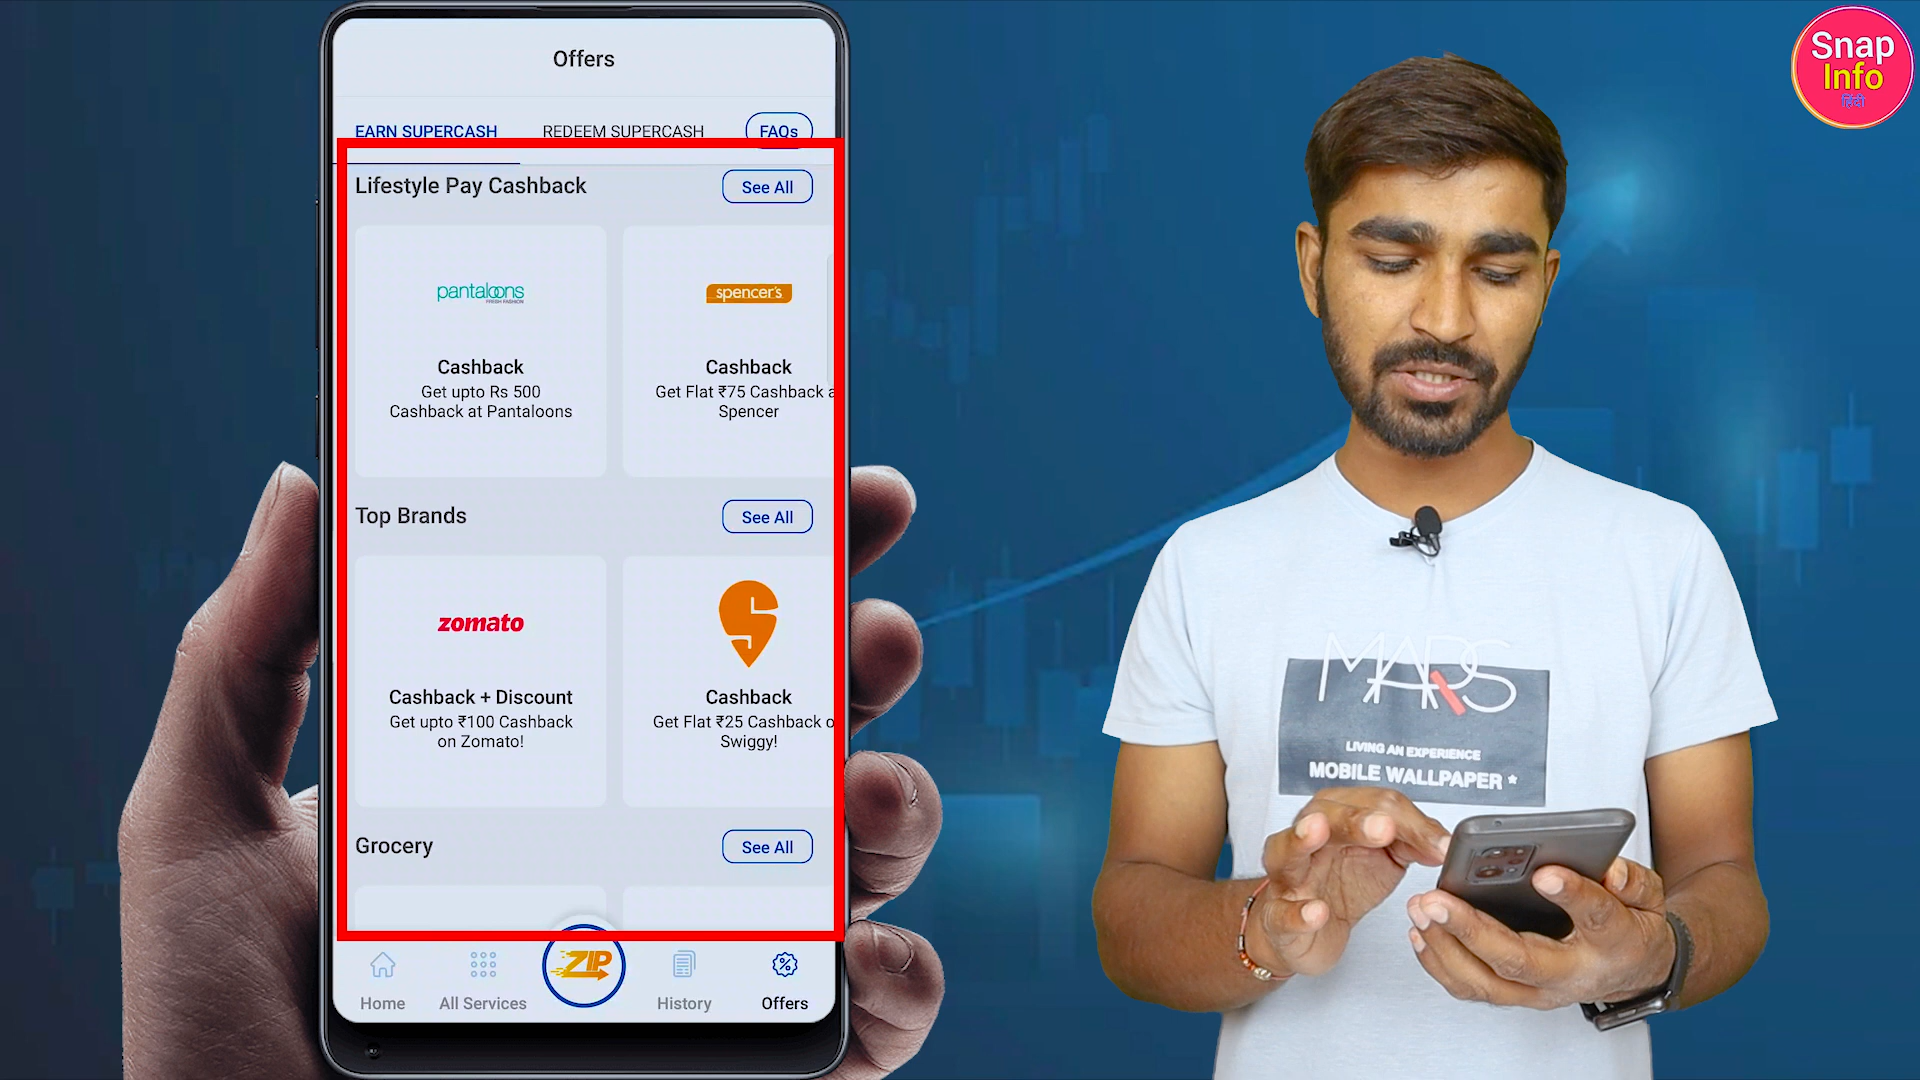 Offers
EARN SUPERCASH
REDEEM SUPERCASH
FAQs
Lifestyle Pay Cashback
See All
pantaloons
FRESH FASHION
Cashback
Get upto Rs 500
Cashback at Pantaloons
spencer's
Cashback
Get Flat ₹75 Cashback a
Spencer
Top Brands
See All
zomato
Cashback + Discount
Get upto ₹100 Cashback
on Zomato!
Cashback
Get Flat ₹25 Cashback o
Swiggy!
Grocery
See All
Home
All Services
ZIP
History
Offers
Snap
Info
हिंदी
MARS
LIVING AN EXPERIENCE
MOBILE WALLPAPER *